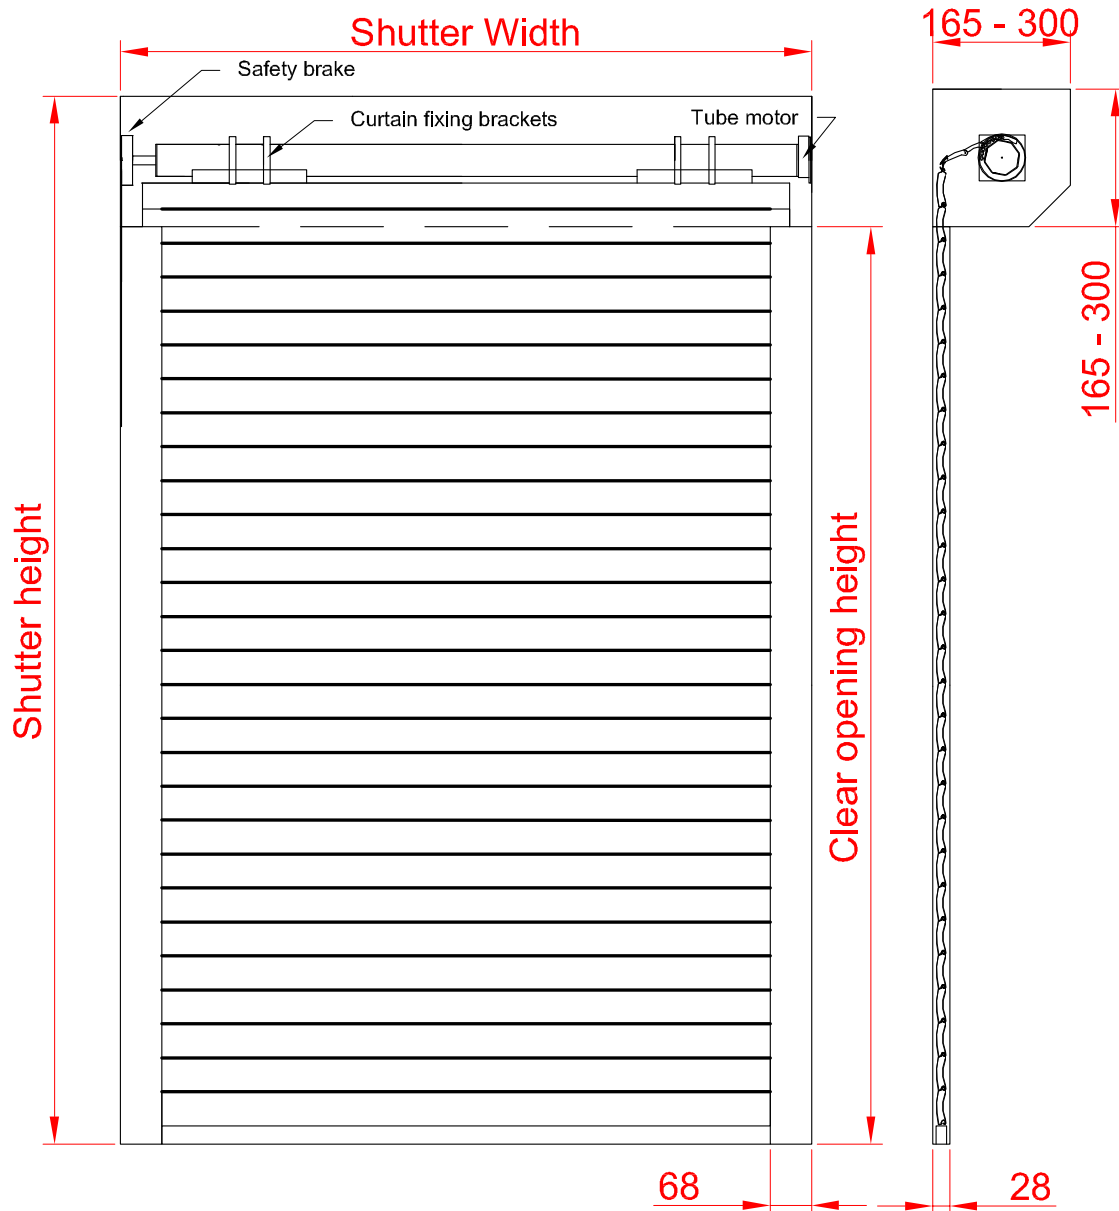 Shutter Width
165 - 300
Safety brake
Curtain fixing brackets
Tube motor
165 - 300
Shutter height
Clear opening height
68
28